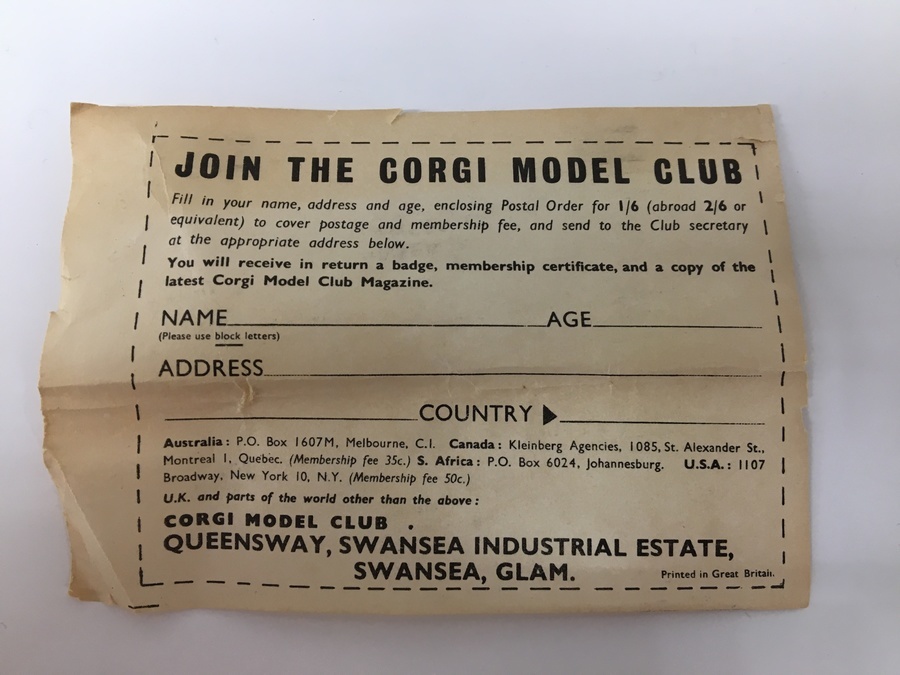 JOIN THE CORGI MODEL CLUB
Fill in your name, address and age, enclosing Postal Order for 1/6 (abroad 2/6 or
equivalent) to cover postage and membership fee, and send to the Club secretary
at the appropriate address below.
You will receive in return a badge, membership certificate, and a copy of the
latest Corgi Model Club Magazine.
NAME AGE
(Please use block letters)
ADDRESS
COUNTRY ▶
Australia: P.O. Box 1607M, Melbourne, C.I. Canada: Kleinberg Agencies, 1085, St. Alexander St.,
Montreal 1, Quebec. (Membership fee 35c.) S. Africa: P.O. Box 6024, Johannesburg. U.S.A.: 1107
Broadway, New York 10, N.Y. (Membership fee 50c.)
U.K. and parts of the world other than the above:
CORGI MODEL CLUB .
QUEENSWAY, SWANSEA INDUSTRIAL ESTATE,
SWANSEA, GLAM.
Printed in Great Britain.